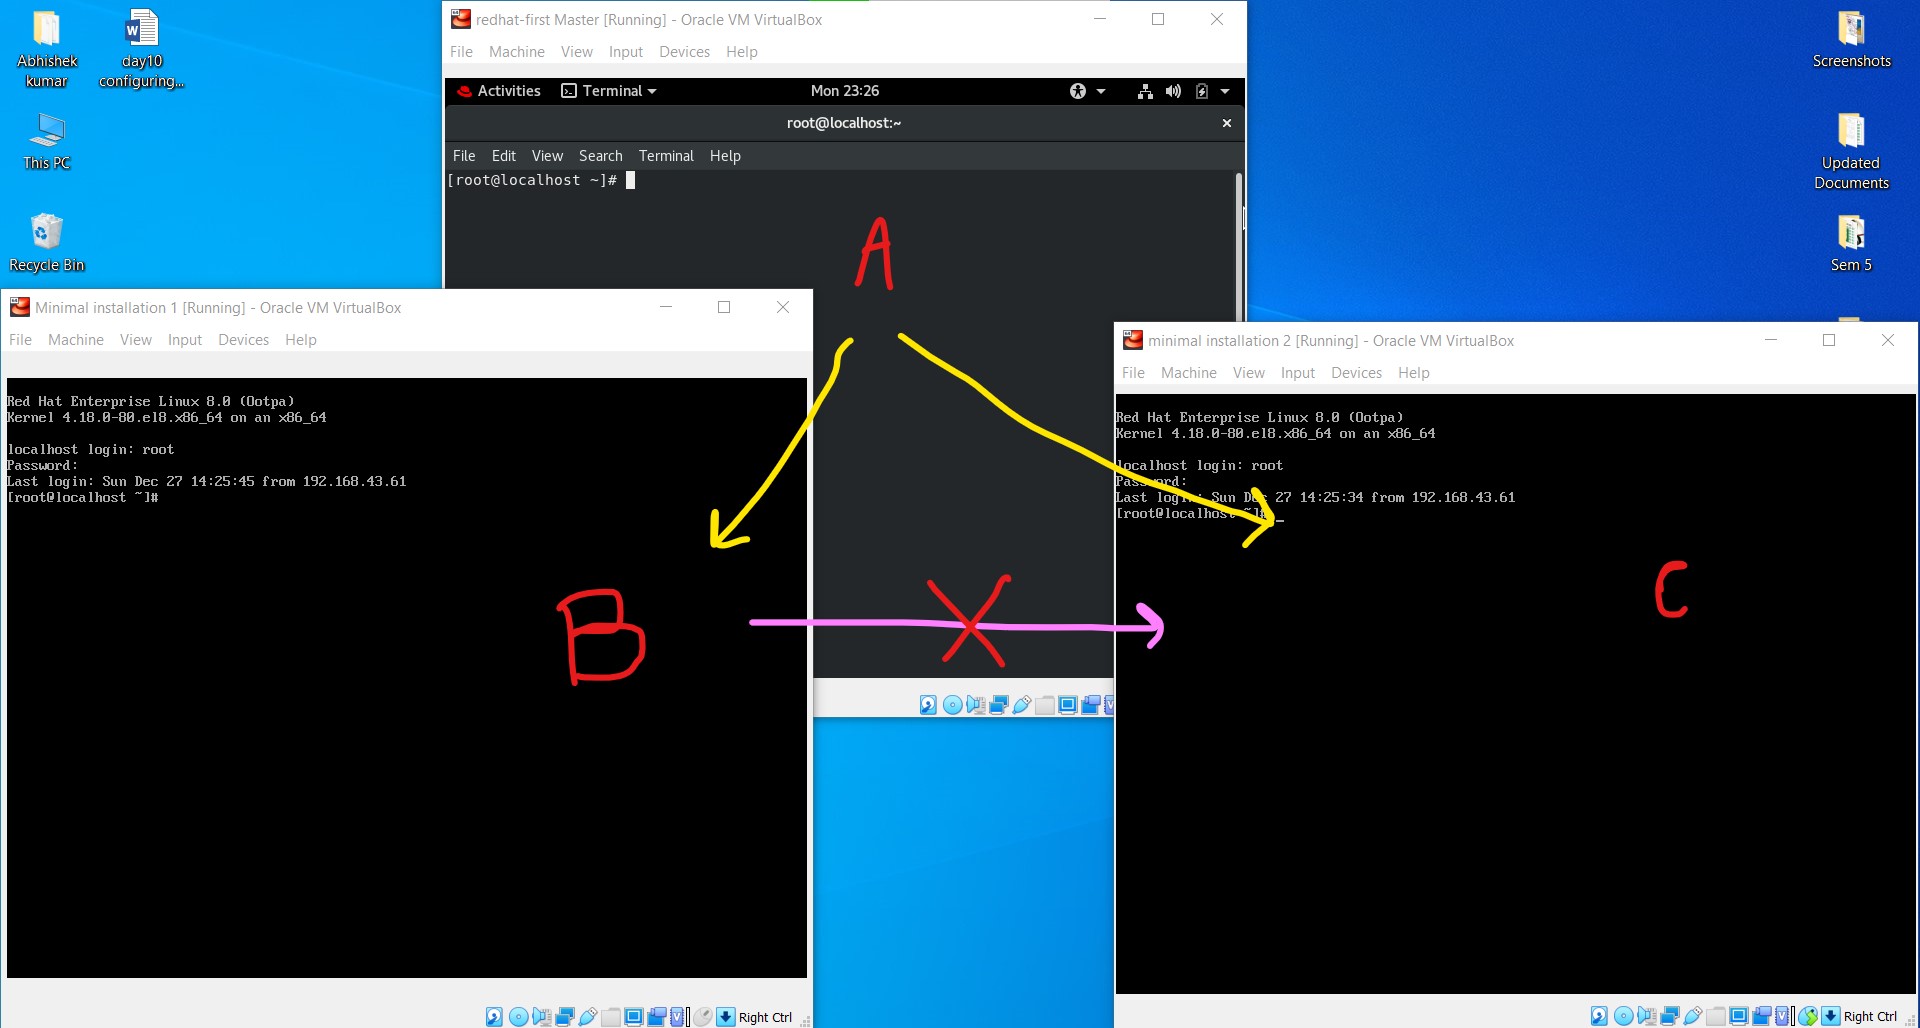 Abhishek
kumar
day10
configuring...
This PC
Recycle Bin
redhat-first Master [Running] - Oracle VM VirtualBox
File Machine View Input Devices Help
Activities Terminal Mon 23:26
root@localhost:~
File Edit View Search Terminal Help
[root@localhost ~]#
A
Screenshots
Updated
Documents
Sem 5
Minimal installation 1 [Running] - Oracle VM VirtualBox
File Machine View Input Devices Help
Red Hat Enterprise Linux 8.0 (Ootpa)
Kernel 4.18.0-80.el8.x86_64 on an x86_64
localhost login: root
Password:
Last login: Sun Dec 27 14:25:45 from 192.168.43.61
[root@localhost ~]#
B
Right Ctrl
minimal installation 2 [Running] - Oracle VM VirtualBox
File Machine View Input Devices Help
Red Hat Enterprise Linux 8.0 (Ootpa)
Kernel 4.18.0-80.el8.x86_64 on an x86_64
localhost login: root
Password:
Last login: Sun Dec 27 14:25:34 from 192.168.43.61
[root@localhost ~]# _
C
Right Ctrl